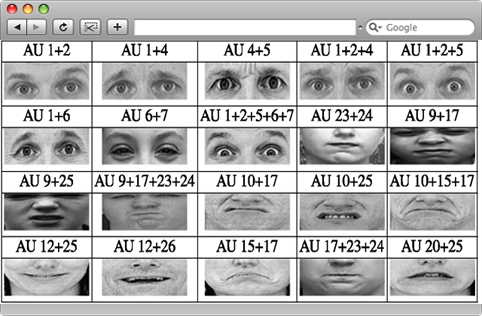 Google
AU 1+2 AU 1+4 AU 4+5 AU 1+2+4 AU 1+2+5
AU 1+6 AU 6+7 AU 1+2+5+6+7 AU 23+24 AU 9+17
AU 9+25 AU 9+17+23+24 AU 10+17 AU 10+25 AU 10+15+17
AU 12+25 AU 12+26 AU 15+17 AU 17+23+24 AU 20+25